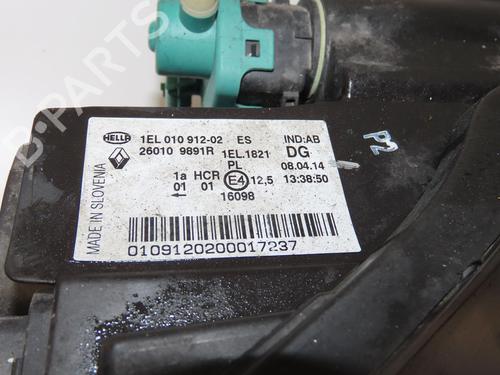 B-PARTS
HELLA 1EL 010 912-02 ES IND:AB
26010 9891R 1EL.1821 DG
PL 08.04.14
1a HCR E4 12,5 13:38:50
01 01
← 16098
0109120200017237
MADE IN SLOVENIA
P2